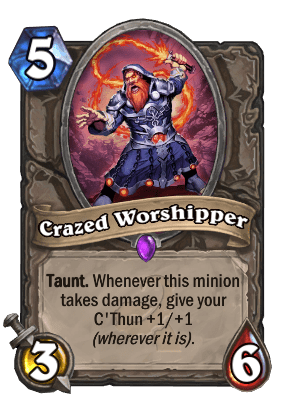 5
Crazed Worshipper
Taunt. Whenever this minion
takes damage, give your
C'Thun +1/+1
(wherever it is).
3
6